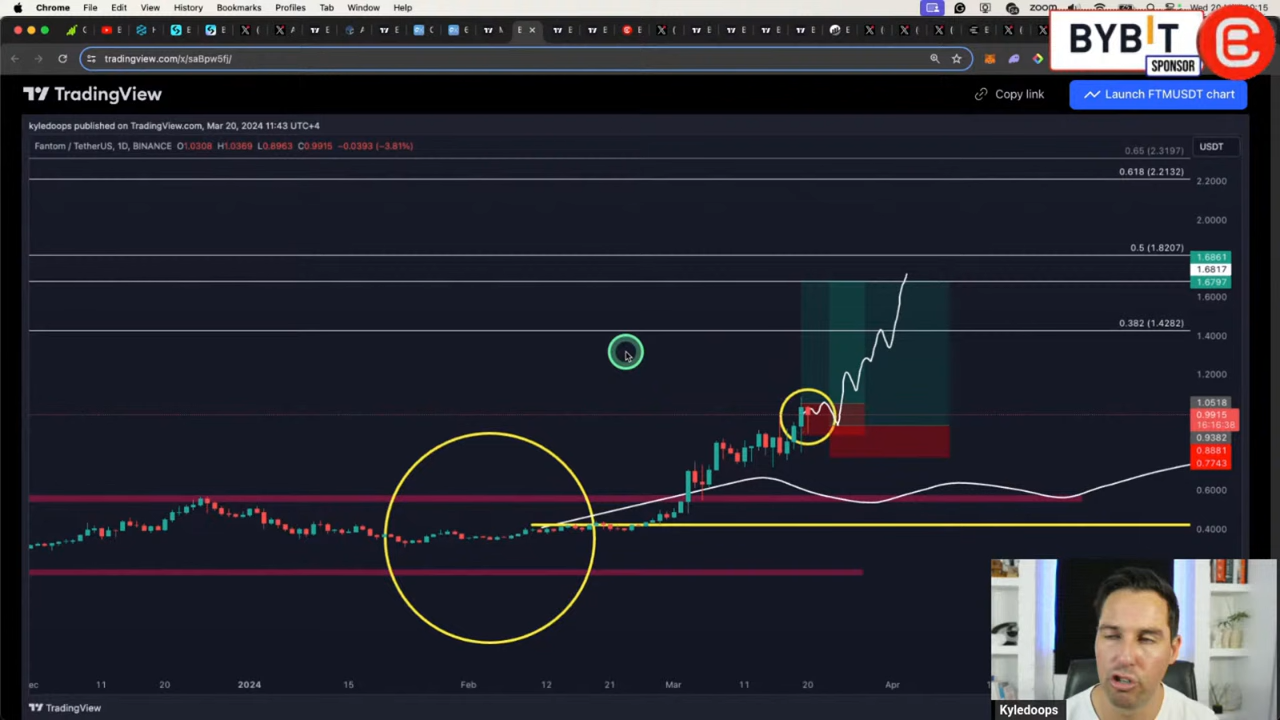 Chrome File Edit View History Bookmarks Profiles Tab Window Help
zoom
BYBIT
SPONSOR
tradingview.com/x/saBpw5fj/
TradingView
Copy link
Launch FTMUSDT chart
kyledoops published on TradingView.com, Mar 20, 2024 11:43 UTC+4
Fantom / TetherUS, 1D, BINANCE O1.0308 H1.0369 L0.8963 C0.9915 −0.0393 (−3.81%)
USDT
0.65 (2.3197)
0.618 (2.2132)
2.2000
2.0000
0.5 (1.8207)
1.6861
1.6817
1.6797
1.6000
0.382 (1.4282)
1.4000
1.2000
1.0518
0.9915
16:16:38
0.9382
0.8881
0.7743
0.6000
0.4000
11 20 2024 15 Feb 12 21 Mar 11 20 Apr
TradingView
Kyledoops